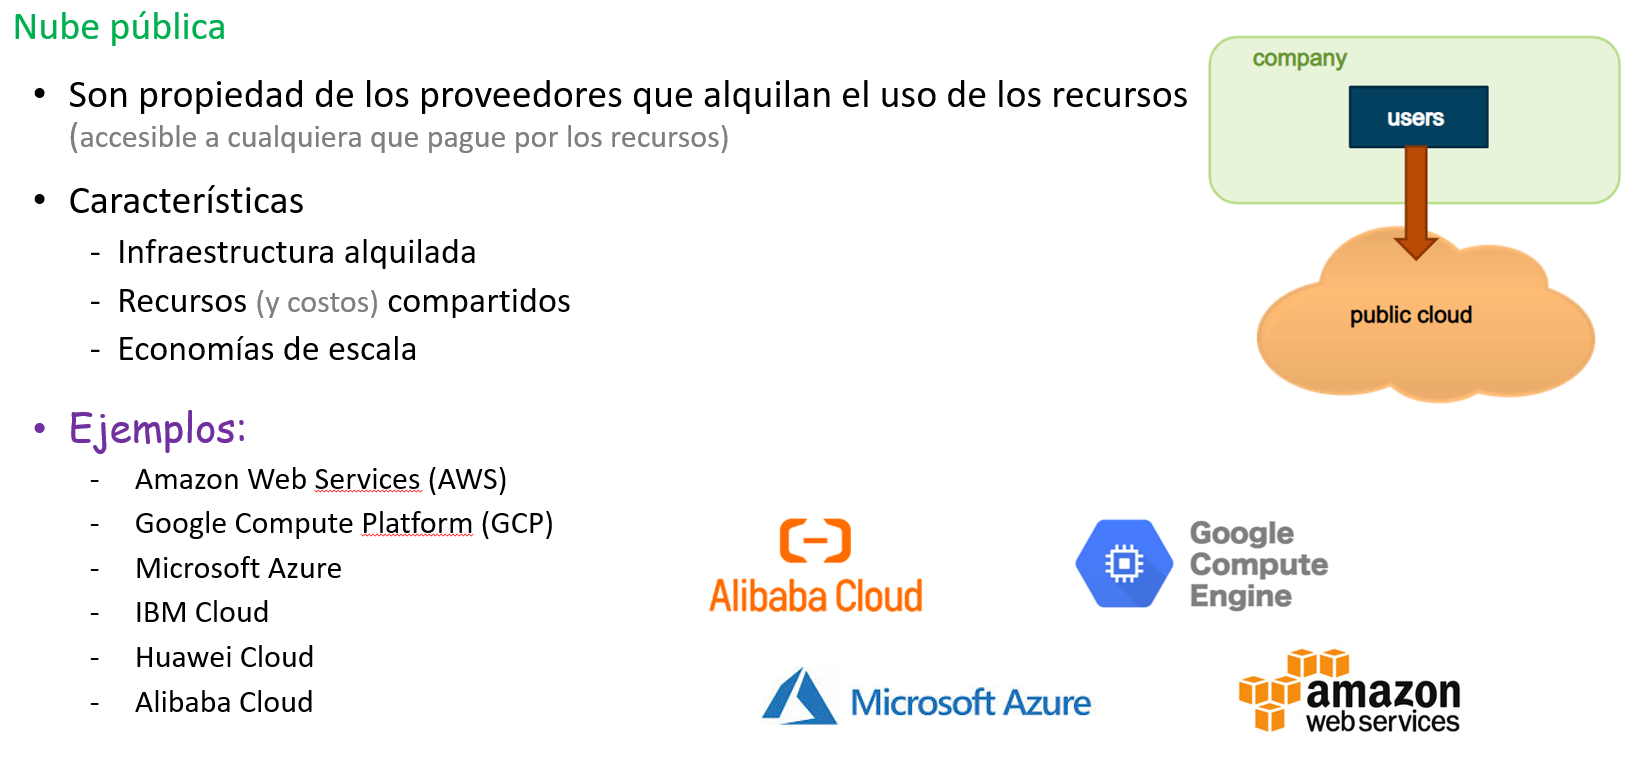 Nube pública
• Son propiedad de los proveedores que alquilan el uso de los recursos
(accesible a cualquiera que pague por los recursos)
• Características
- Infraestructura alquilada
- Recursos (y costos) compartidos
- Economías de escala
• Ejemplos:
- Amazon Web Services (AWS)
- Google Compute Platform (GCP)
- Microsoft Azure
- IBM Cloud
- Huawei Cloud
- Alibaba Cloud
company
users
public cloud
Alibaba Cloud
Google
Compute
Engine
Microsoft Azure
amazon
web services